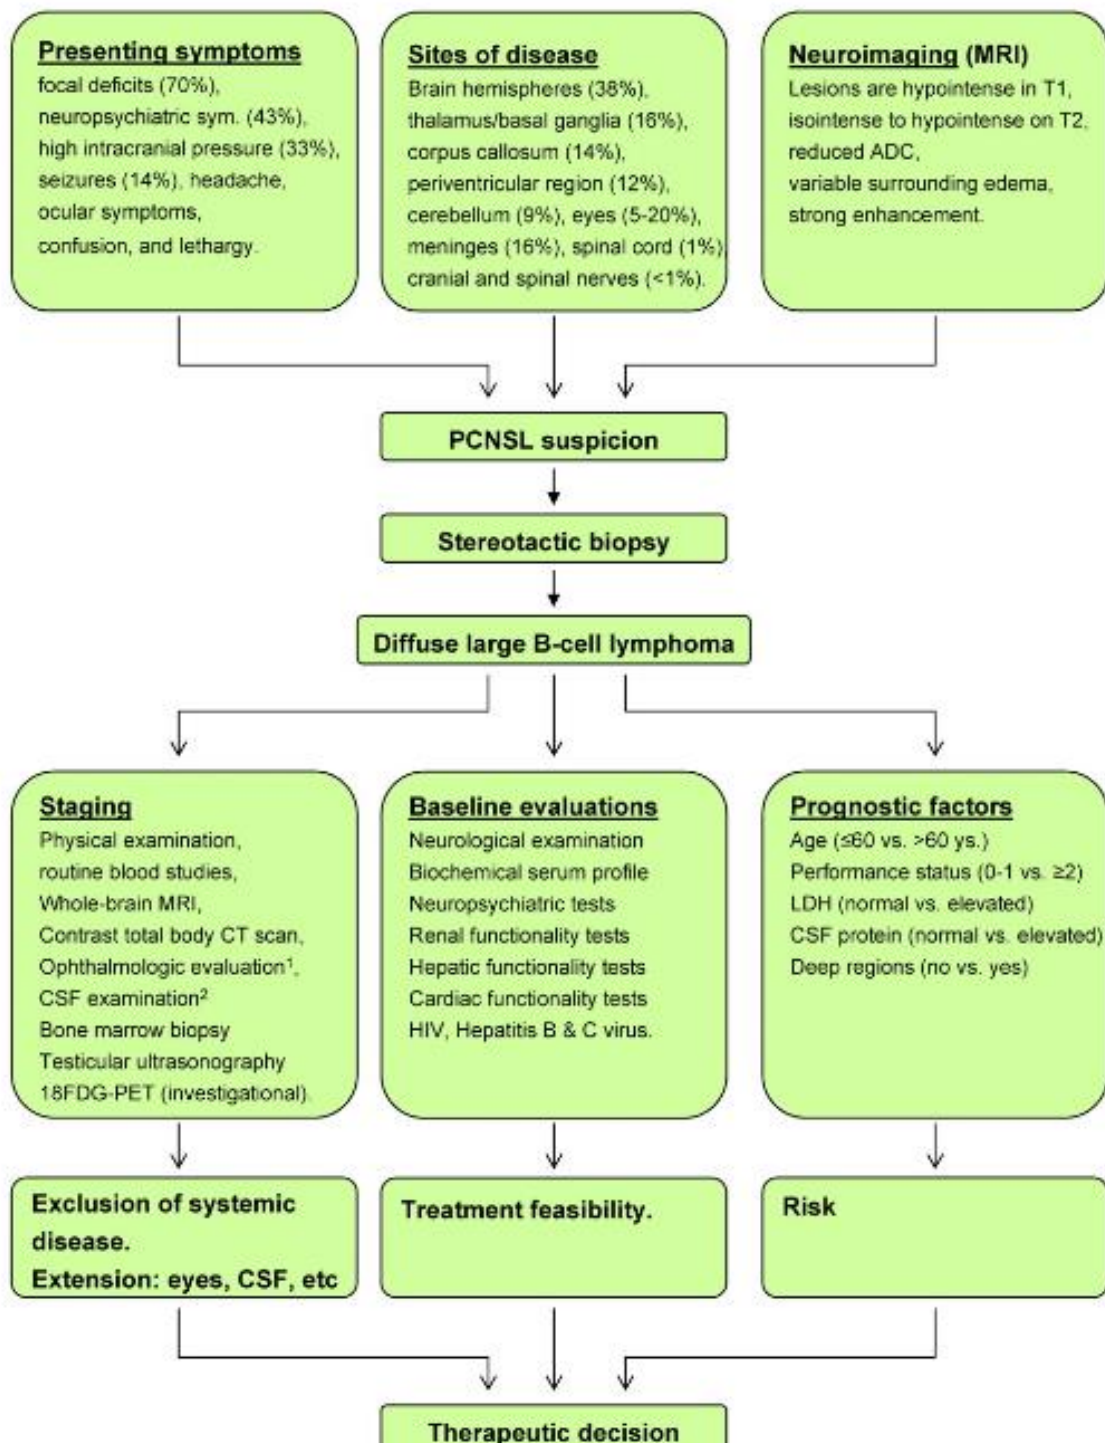 Presenting symptoms
focal deficits (70%),
neuropsychiatric sym. (43%),
high intracranial pressure (33%),
seizures (14%), headache,
ocular symptoms,
confusion, and lethargy.
Sites of disease
Brain hemispheres (38%),
thalamus/basal ganglia (16%),
corpus callosum (14%),
periventricular region (12%),
cerebellum (9%), eyes (5-20%),
meninges (16%), spinal cord (1%),
cranial and spinal nerves (<1%).
Neuroimaging (MRI)
Lesions are hypointense in T1,
isointense to hypointense on T2,
reduced ADC,
variable surrounding edema,
strong enhancement.
PCNSL suspicion
Stereotactic biopsy
Diffuse large B-cell lymphoma
Staging
Physical examination,
routine blood studies,
Whole-brain MRI,
Contrast total body CT scan,
Ophthalmologic evaluation¹,
CSF examination²
Bone marrow biopsy
Testicular ultrasonography
18FDG-PET (investigational).
Baseline evaluations
Neurological examination
Biochemical serum profile
Neuropsychiatric tests
Renal functionality tests
Hepatic functionality tests
Cardiac functionality tests
HIV, Hepatitis B & C virus.
Prognostic factors
Age (≤60 vs. >60 ys.)
Performance status (0-1 vs. ≥2)
LDH (normal vs. elevated)
CSF protein (normal vs. elevated)
Deep regions (no vs. yes)
Exclusion of systemic
disease.
Extension: eyes, CSF, etc
Treatment feasibility.
Risk
Therapeutic decision